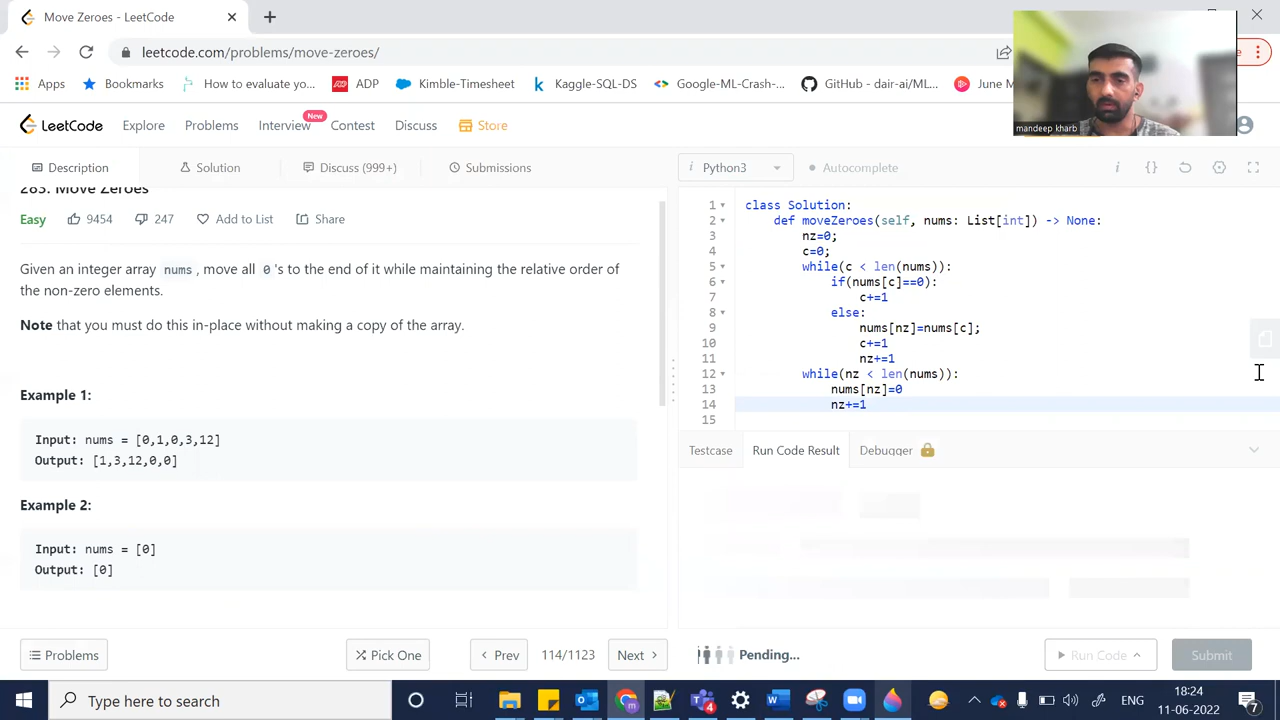 Move Zeroes - LeetCode
leetcode.com/problems/move-zeroes/
Apps
Bookmarks
How to evaluate yo...
ADP
Kimble-Timesheet
Kaggle-SQL-DS
Google-ML-Crash-...
GitHub - dair-ai/ML...
June M
mandeep kharb
LeetCode
Explore
Problems
Interview
New
Contest
Discuss
Store
Description
Solution
Discuss (999+)
Submissions
Python3
Autocomplete
283. Move Zeroes
Easy
9454
247
Add to List
Share
Given an integer array nums, move all 0's to the end of it while maintaining the relative order of
the non-zero elements.
Note that you must do this in-place without making a copy of the array.
Example 1:
Input: nums = [0,1,0,3,12]
Output: [1,3,12,0,0]
Example 2:
Input: nums = [0]
Output: [0]
1 class Solution:
2 def moveZeroes(self, nums: List[int]) -> None:
3 nz=0;
4 c=0;
5 while(c < len(nums)):
6 if(nums[c]==0):
7 c+=1
8 else:
9 nums[nz]=nums[c];
10 c+=1
11 nz+=1
12 while(nz < len(nums)):
13 nums[nz]=0
14 nz+=1
15
Testcase
Run Code Result
Debugger
Problems
Pick One
Prev
114/1123
Next
Pending...
Run Code
Submit
Type here to search
4
ENG
18:24
11-06-2022
7